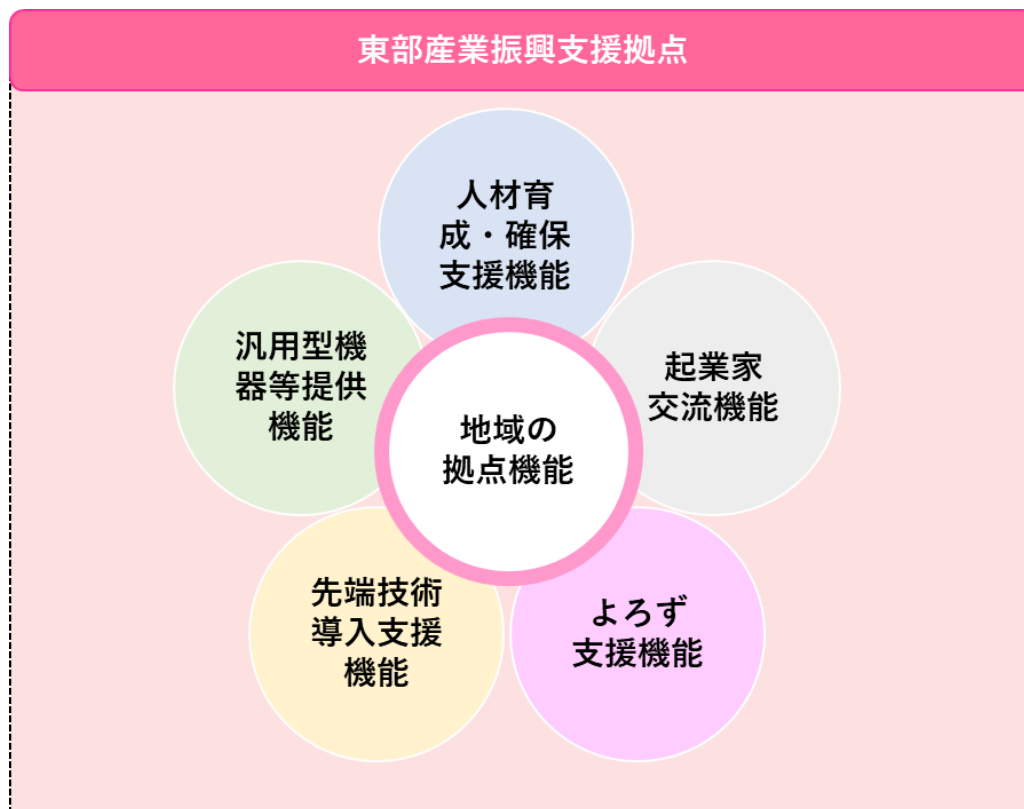 東部産業振興支援拠点
人材育
成・確保
支援機能
汎用型機
器等提供
機能
起業家
交流機能
地域の
拠点機能
先端技術
導入支援
機能
よろず
支援機能